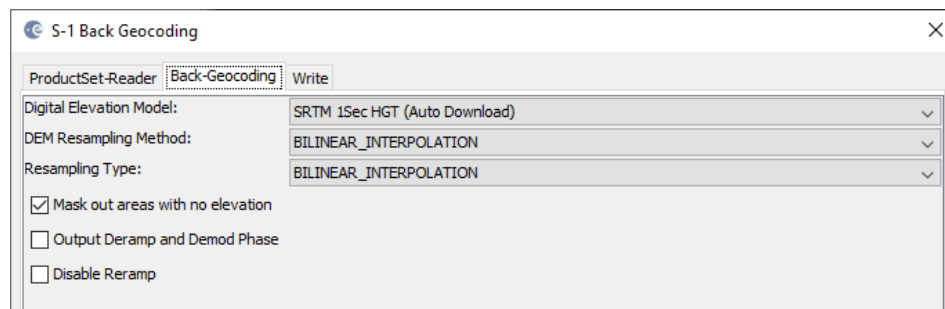 S-1 Back Geocoding
ProductSet-Reader Back-Geocoding Write
Digital Elevation Model: SRTM 1Sec HGT (Auto Download)
DEM Resampling Method: BILINEAR_INTERPOLATION
Resampling Type: BILINEAR_INTERPOLATION
Mask out areas with no elevation
Output Deramp and Demod Phase
Disable Reramp